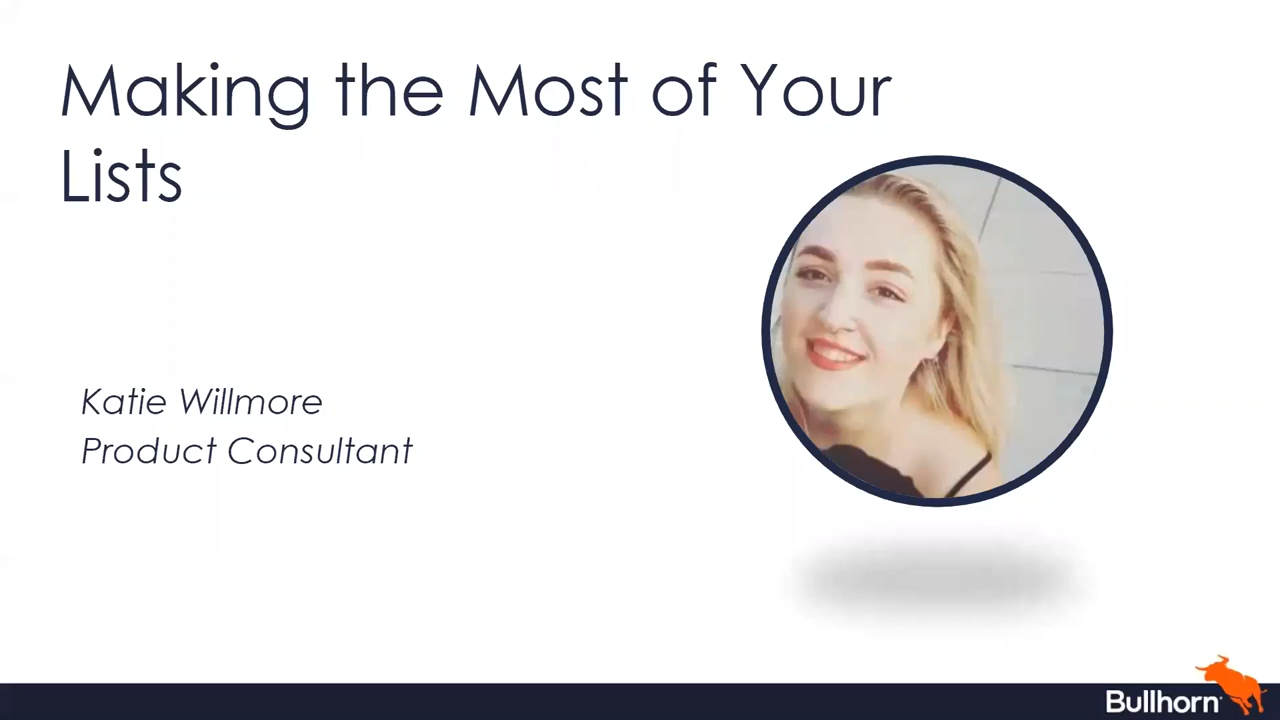 Making the Most of Your
Lists
Katie Willmore
Product Consultant
Bullhorn